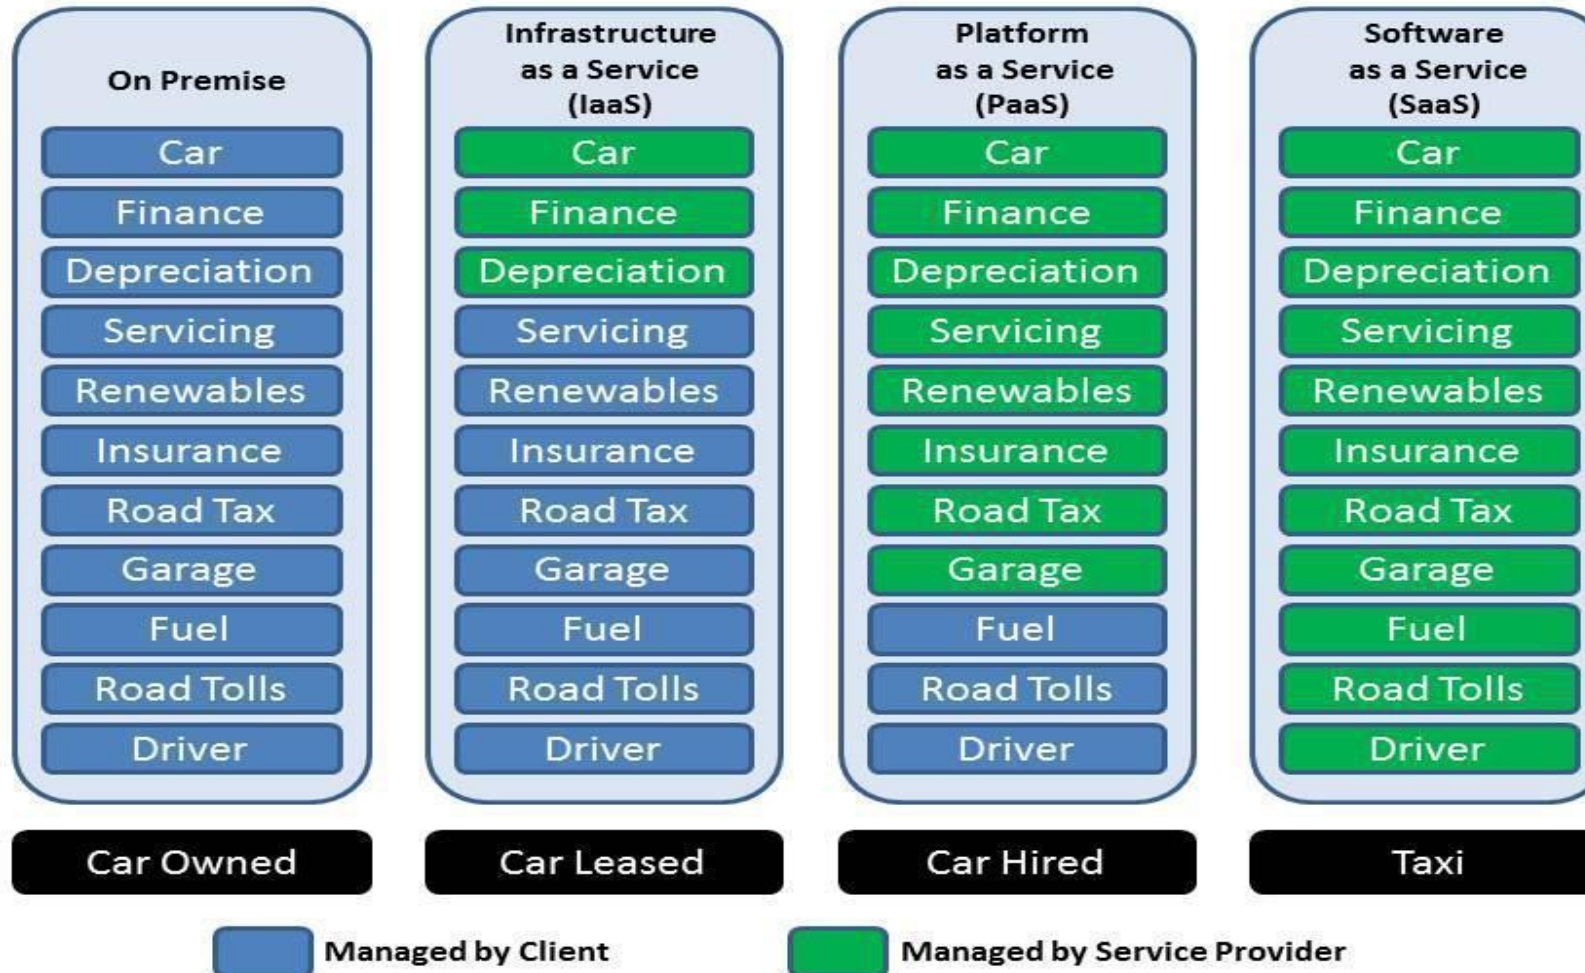 On Premise
Car
Finance
Depreciation
Servicing
Renewables
Insurance
Road Tax
Garage
Fuel
Road Tolls
Driver
Car Owned
Infrastructure
as a Service
(IaaS)
Car
Finance
Depreciation
Servicing
Renewables
Insurance
Road Tax
Garage
Fuel
Road Tolls
Driver
Car Leased
Platform
as a Service
(PaaS)
Car
Finance
Depreciation
Servicing
Renewables
Insurance
Road Tax
Garage
Fuel
Road Tolls
Driver
Car Hired
Software
as a Service
(SaaS)
Car
Finance
Depreciation
Servicing
Renewables
Insurance
Road Tax
Garage
Fuel
Road Tolls
Driver
Taxi
Managed by Client
Managed by Service Provider